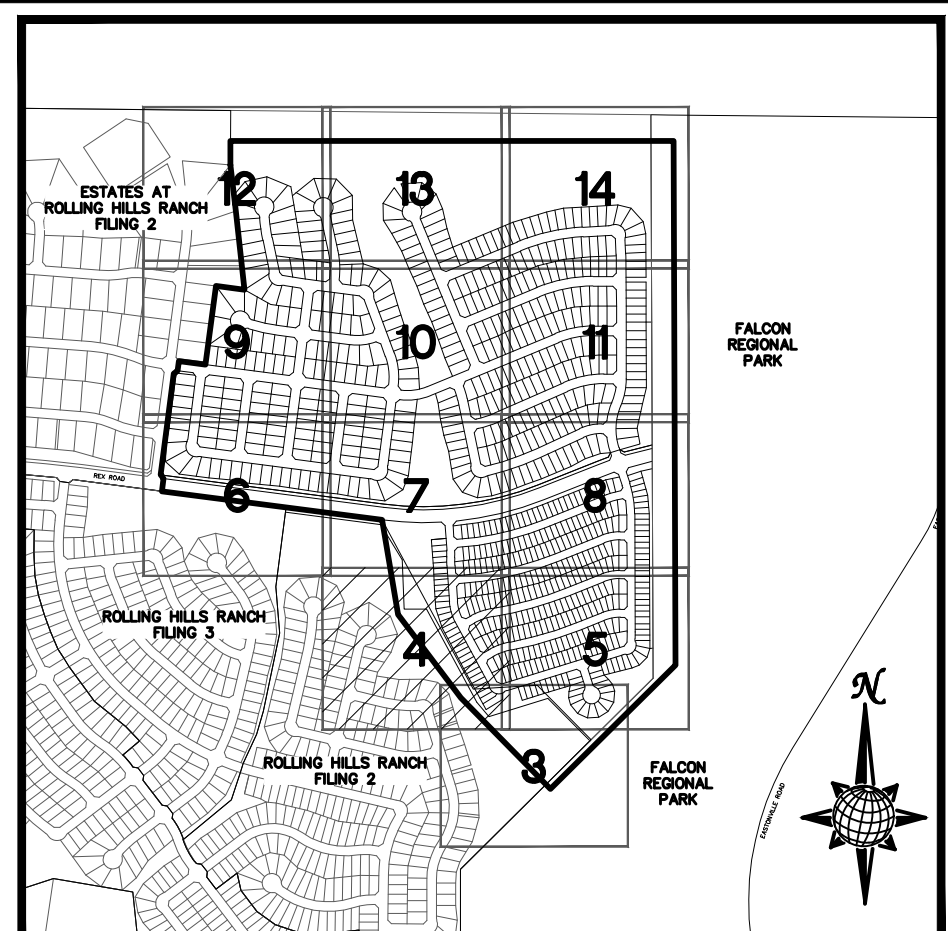 12
13
14
ESTATES AT
ROLLING HILLS RANCH
FILING 2
9
10
11
FALCON
REGIONAL
PARK
REX ROAD
6
7
8
ROLLING HILLS RANCH
FILING 3
4
5
N
ROLLING HILLS RANCH
FILING 2
3
FALCON
REGIONAL
PARK
EASTONVILLE ROAD